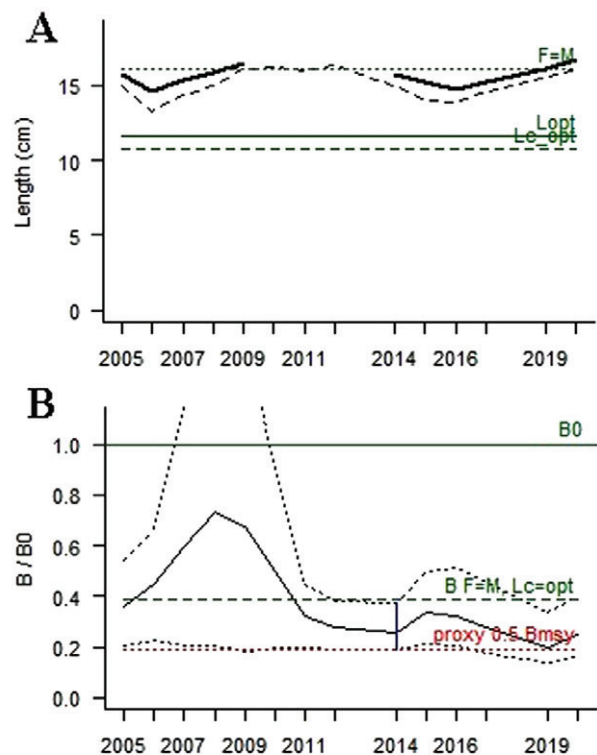 A
F=M
15
Lopt
Lc_opt
10
5
0
Length (cm)
2005 2007 2009 2011 2014 2016 2019
B
B0
1.0
0.8
0.6
B F=M, Lc=opt
0.4
proxy 0.5 Bmsy
0.2
0.0
B / B0
2005 2007 2009 2011 2014 2016 2019